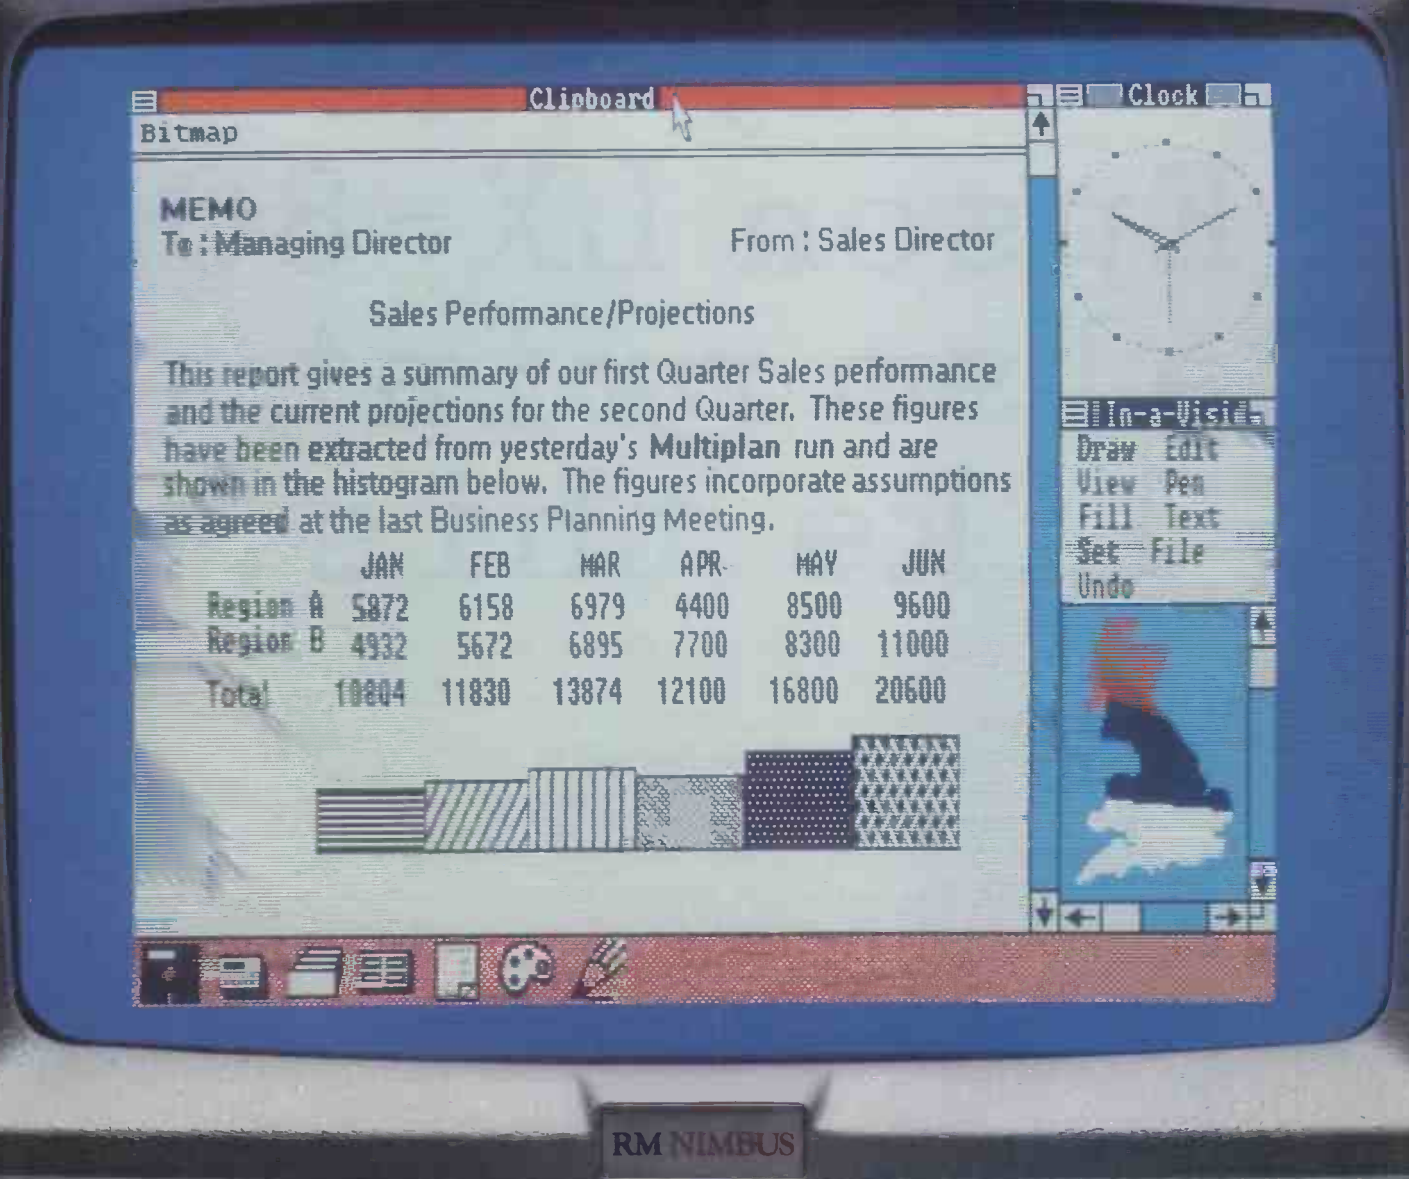 Clipboard
Bitmap
MEMO
To : Managing Director From : Sales Director
Sales Performance/Projections
This report gives a summary of our first Quarter Sales performance
and the current projections for the second Quarter. These figures
have been extracted from yesterday's Multiplan run and are
shown in the histogram below. The figures incorporate assumptions
as agreed at the last Business Planning Meeting.
JAN FEB MAR APR MAY JUN
Region A 5872 6158 6979 4400 8500 9600
Region B 4932 5672 6895 7700 8300 11000
Total 10804 11830 13874 12100 16800 20600
Clock
In-a-Visi
Draw Edit
View Pen
Fill Text
Set File
Undo
RM NIMBUS